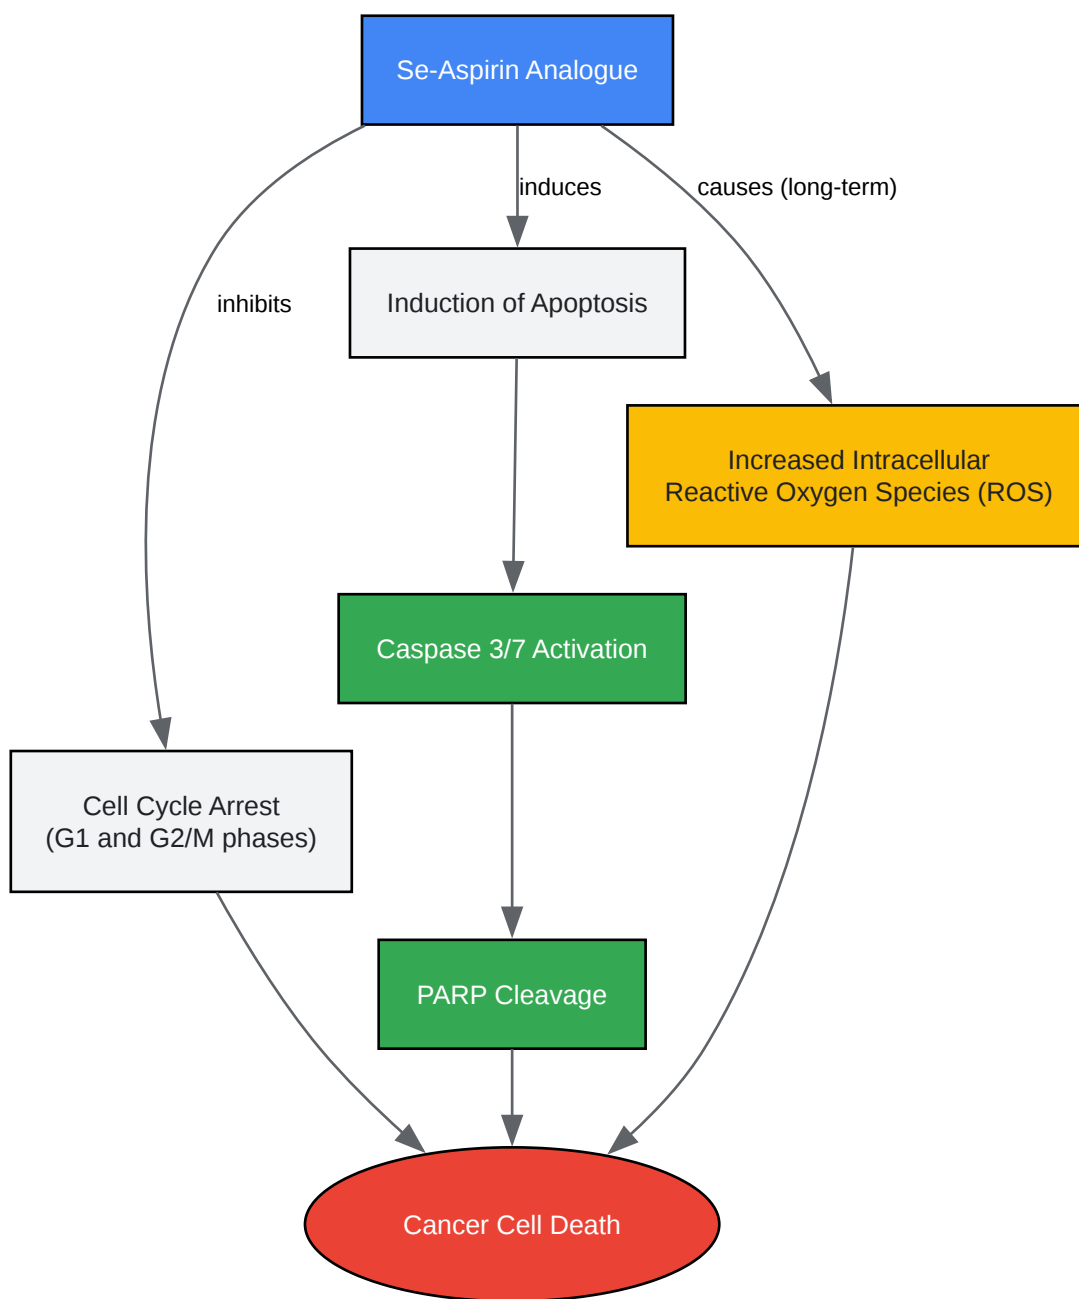 Se-Aspirin Analogue
induces
causes (long-term)
inhibits
Induction of Apoptosis
Increased Intracellular
Reactive Oxygen Species (ROS)
Caspase 3/7 Activation
Cell Cycle Arrest
(G1 and G2/M phases)
PARP Cleavage
Cancer Cell Death